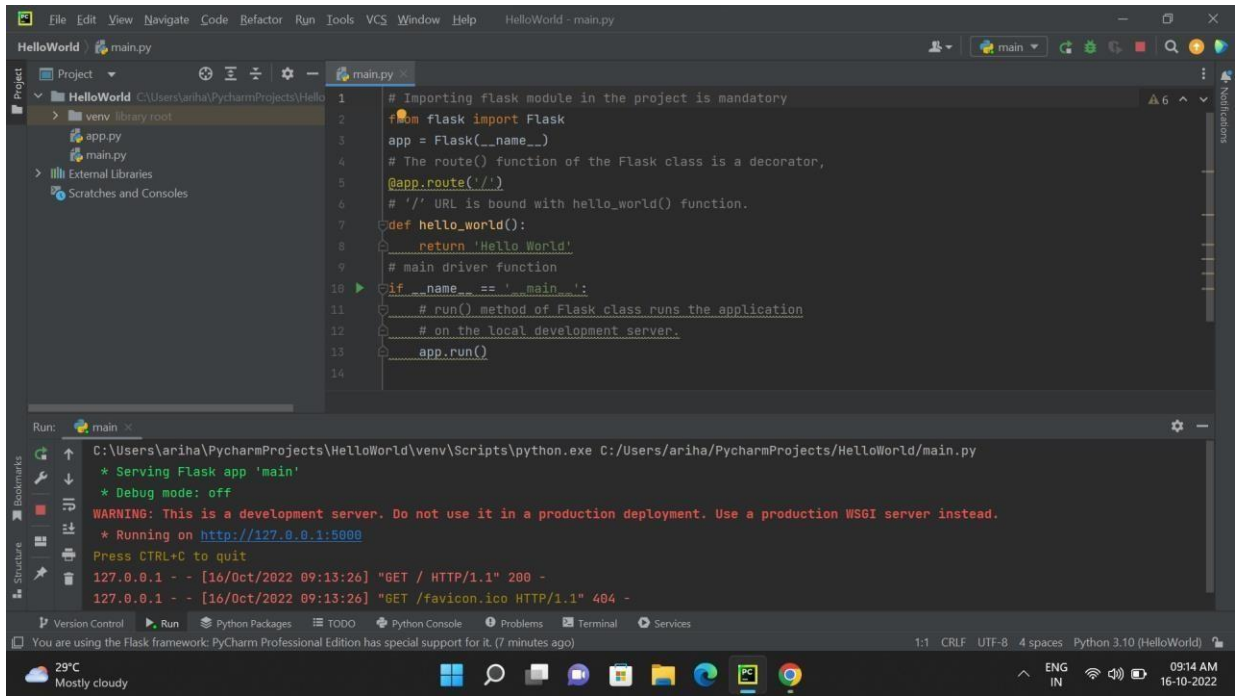 PC File Edit View Navigate Code Refactor Run Tools VCS Window Help HelloWorld - main.py
HelloWorld main.py main
Project Project main.py
HelloWorld C:\Users\ariha\PycharmProjects\Hello
venv library root
app.py
main.py
External Libraries
Scratches and Consoles
1 # Importing flask module in the project is mandatory
2 from flask import Flask
3 app = Flask(__name__)
4 # The route() function of the Flask class is a decorator,
5 @app.route('/')
6 # ‘/’ URL is bound with hello_world() function.
7 def hello_world():
8 return 'Hello World'
9 # main driver function
10 if __name__ == '__main__':
11 # run() method of Flask class runs the application
12 # on the local development server.
13 app.run()
14
6
Notifications
Run: main
C:\Users\ariha\PycharmProjects\HelloWorld\venv\Scripts\python.exe C:/Users/ariha/PycharmProjects/HelloWorld/main.py
* Serving Flask app 'main'
* Debug mode: off
WARNING: This is a development server. Do not use it in a production deployment. Use a production WSGI server instead.
* Running on http://127.0.0.1:5000
Press CTRL+C to quit
127.0.0.1 - - [16/Oct/2022 09:13:26] "GET / HTTP/1.1" 200 -
127.0.0.1 - - [16/Oct/2022 09:13:26] "GET /favicon.ico HTTP/1.1" 404 -
Bookmarks
Structure
Version Control Run Python Packages TODO Python Console Problems Terminal Services
You are using the Flask framework: PyCharm Professional Edition has special support for it. (7 minutes ago) 1:1 CRLF UTF-8 4 spaces Python 3.10 (HelloWorld)
29°C
Mostly cloudy
PC
ENG
IN
09:14 AM
16-10-2022